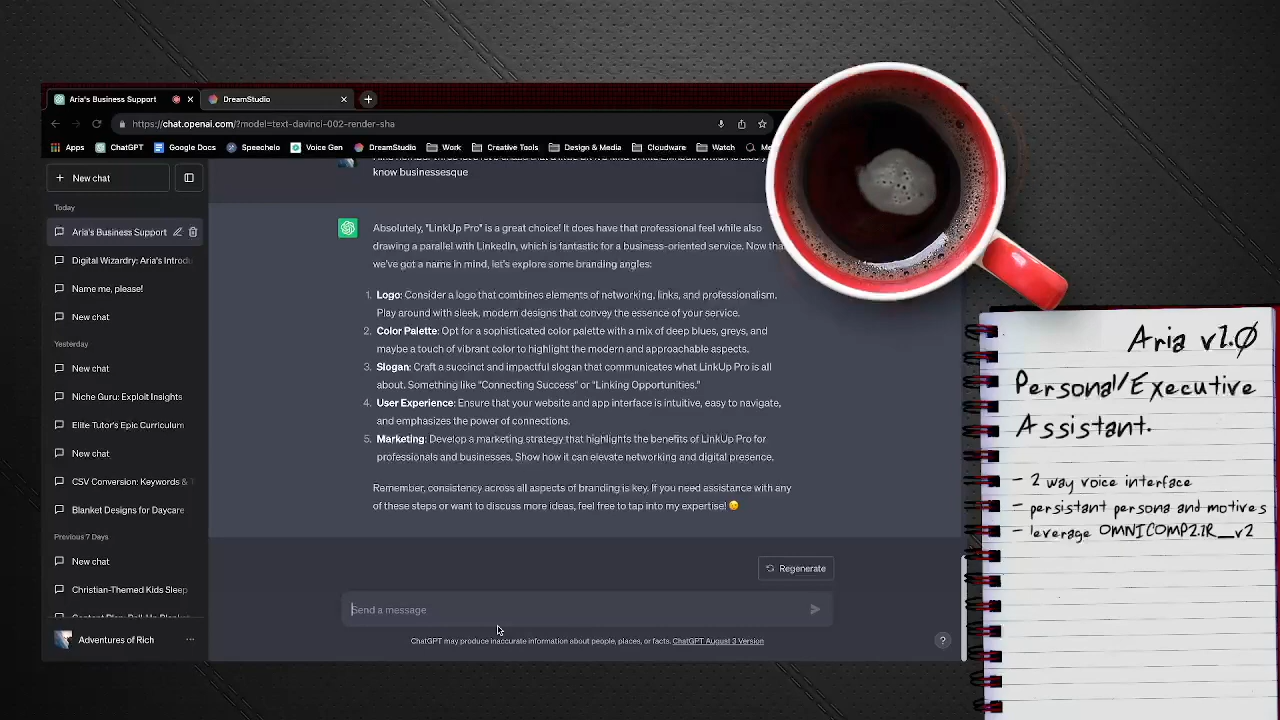 Aria's Business Support
DreamStudio
https://chat.openai.com/?model=text-davinci-002-render-sha
Apps ChatGPT Google Docs Speechelo Voice Gen DreamStudio Work Creative Tools Design & Media Cloudware Watch
New chat
Today
Aria's Business Support
Digital Wizardry: Aria's Introdu
Name me, please!
New chat
Yesterday
New chat
Engineer Cult Insights
Bite-Sized Tech Curriculum
New chat
CSV Conversion: Keywords &
Blender Tables for Daycare
Previous 7 Days
New chat
Christian-Themed Kids Sleep
Adventures of Rich
know businessesque
Absolutely, "LinkUp Pro" is a great choice! It does have that professional feel while also
drawing a parallel with LinkedIn, which is fantastic for a business-oriented service. Now tha
we've got a name in mind, let's explore some branding angles:
1. Logo: Consider a logo that combines elements of networking, links, and professionalism.
Play around with sleek, modern designs that convey the essence of your service.
2. Color Palette: Opt for a sophisticated color palette with a mix of deep blues, greys, and
maybe a touch of vibrant color to highlight the modern and approachable aspects.
3. Slogan: Craft a succinct and impactful slogan that communicates what LinkUp Pro is all
about. Something like "Connecting Success" or "Linking Opportunities."
4. User Experience: Ensure that your website and app interface is intuitive, easy to navigate,
and emphasizes the power of connection.
5. Marketing: Develop a marketing strategy that highlights the benefits of LinkUp Pro for
professionals and businesses. Show how it can elevate networking and digital presence.
Remember, consistency across all aspects of branding is key. If you need assistance with any
of these steps or want to discuss more ideas, feel free to tap into my expertise! 😊
Regenerate
Send a message
ChatGPT may produce inaccurate information about people, places, or facts. ChatGPT August 3 Version
?
Aria v1.0
Personal/Executive
Assistant.
- 2 way voice interface
- persistant persona and motives
- leverage OMNICOMP2.1R_v2